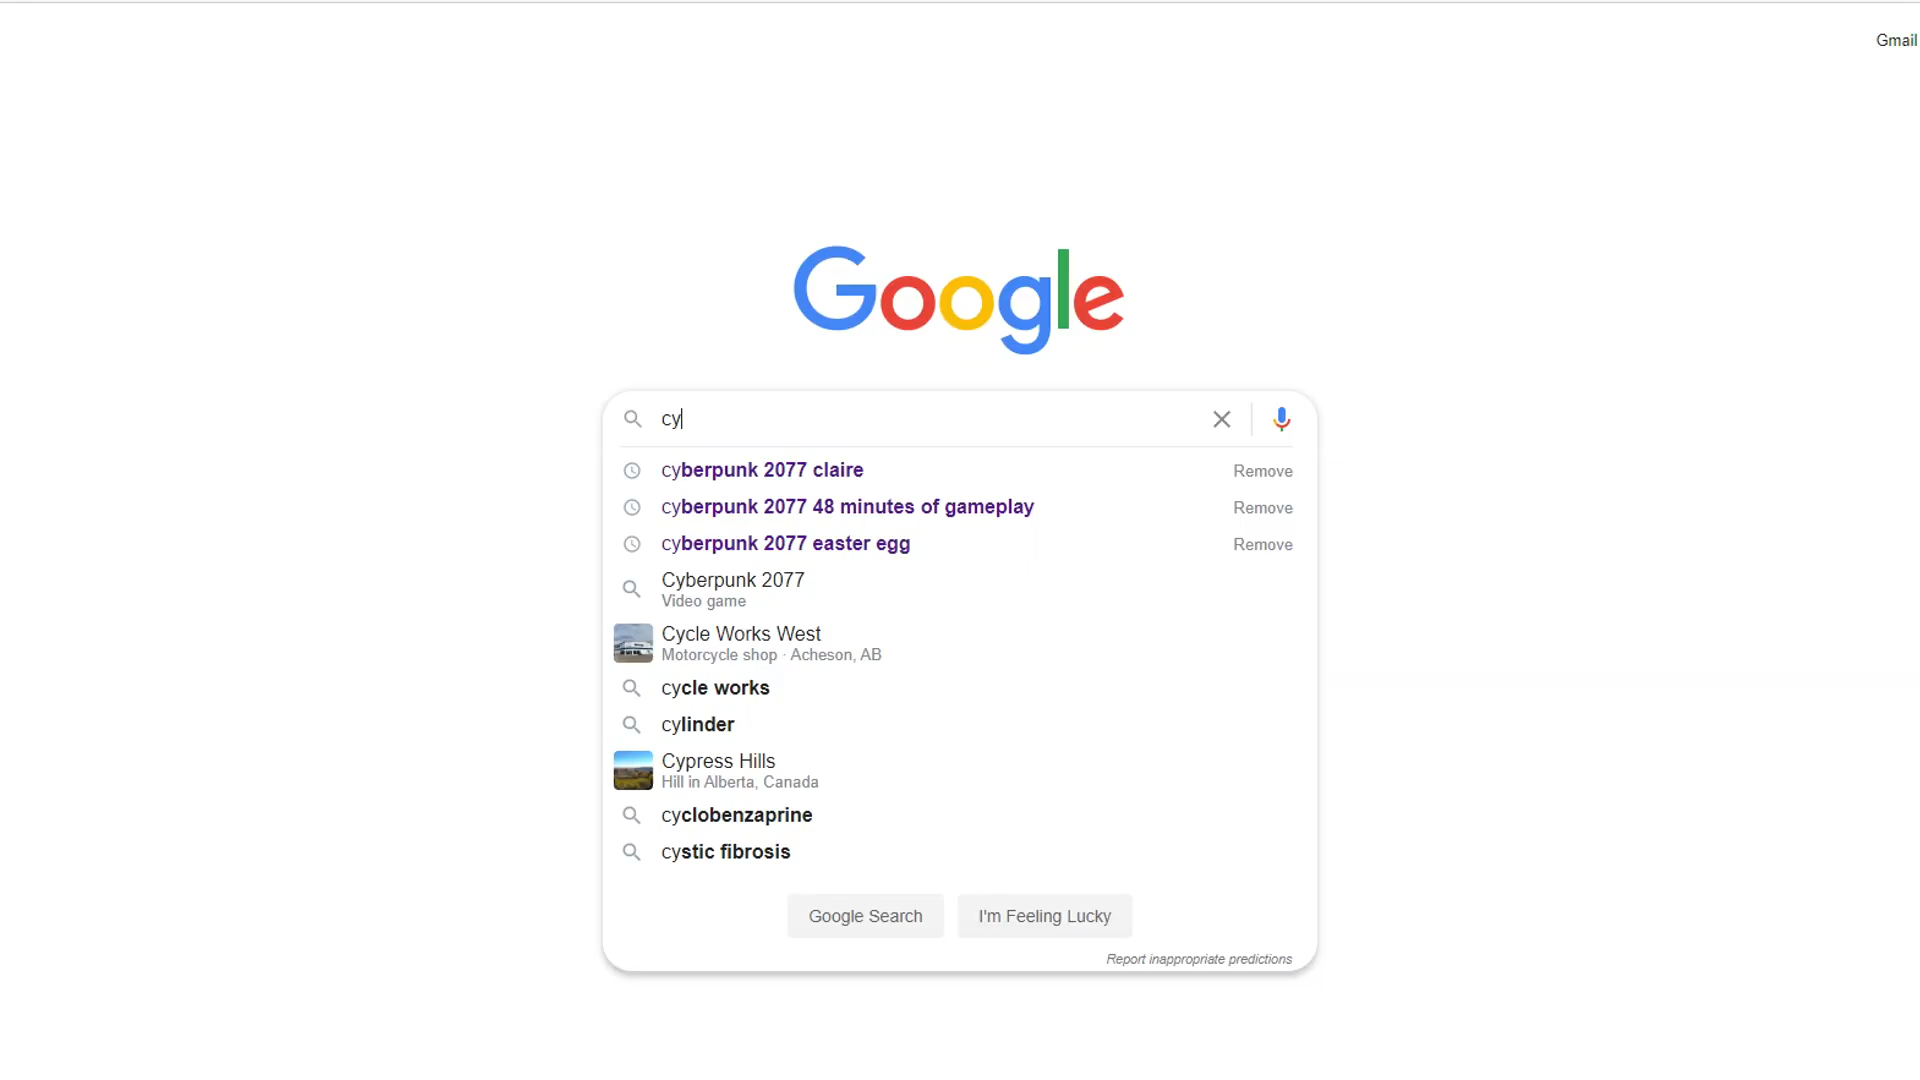 Gmail
Google
cy
cyberpunk 2077 claire
Remove
cyberpunk 2077 48 minutes of gameplay
Remove
cyberpunk 2077 easter egg
Remove
Cyberpunk 2077
Video game
Cycle Works West
Motorcycle shop · Acheson, AB
cycle works
cylinder
Cypress Hills
Hill in Alberta, Canada
cyclobenzaprine
cystic fibrosis
Google Search
I'm Feeling Lucky
Report inappropriate predictions